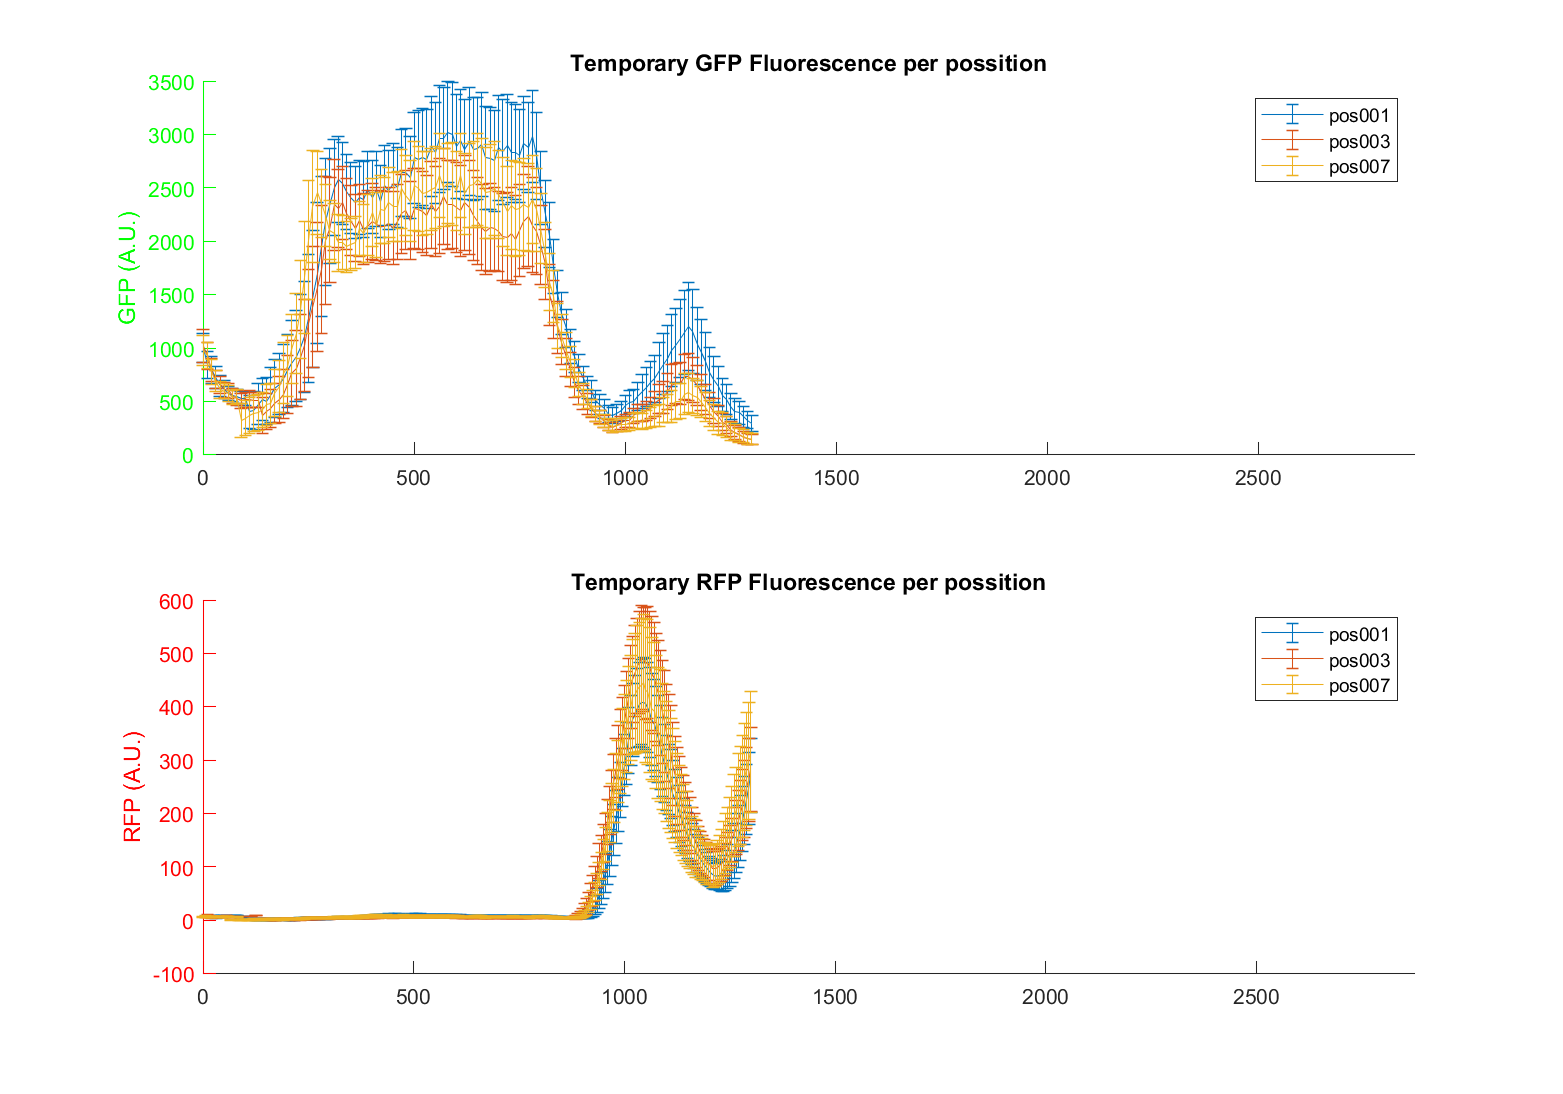 Temporary GFP Fluorescence per possition
3500
3000
2500
2000
1500
1000
500
0
GFP (A.U.)
pos001
pos003
pos007
0 500 1000 1500 2000 2500
Temporary RFP Fluorescence per possition
600
500
400
300
200
100
0
-100
RFP (A.U.)
pos001
pos003
pos007
0 500 1000 1500 2000 2500